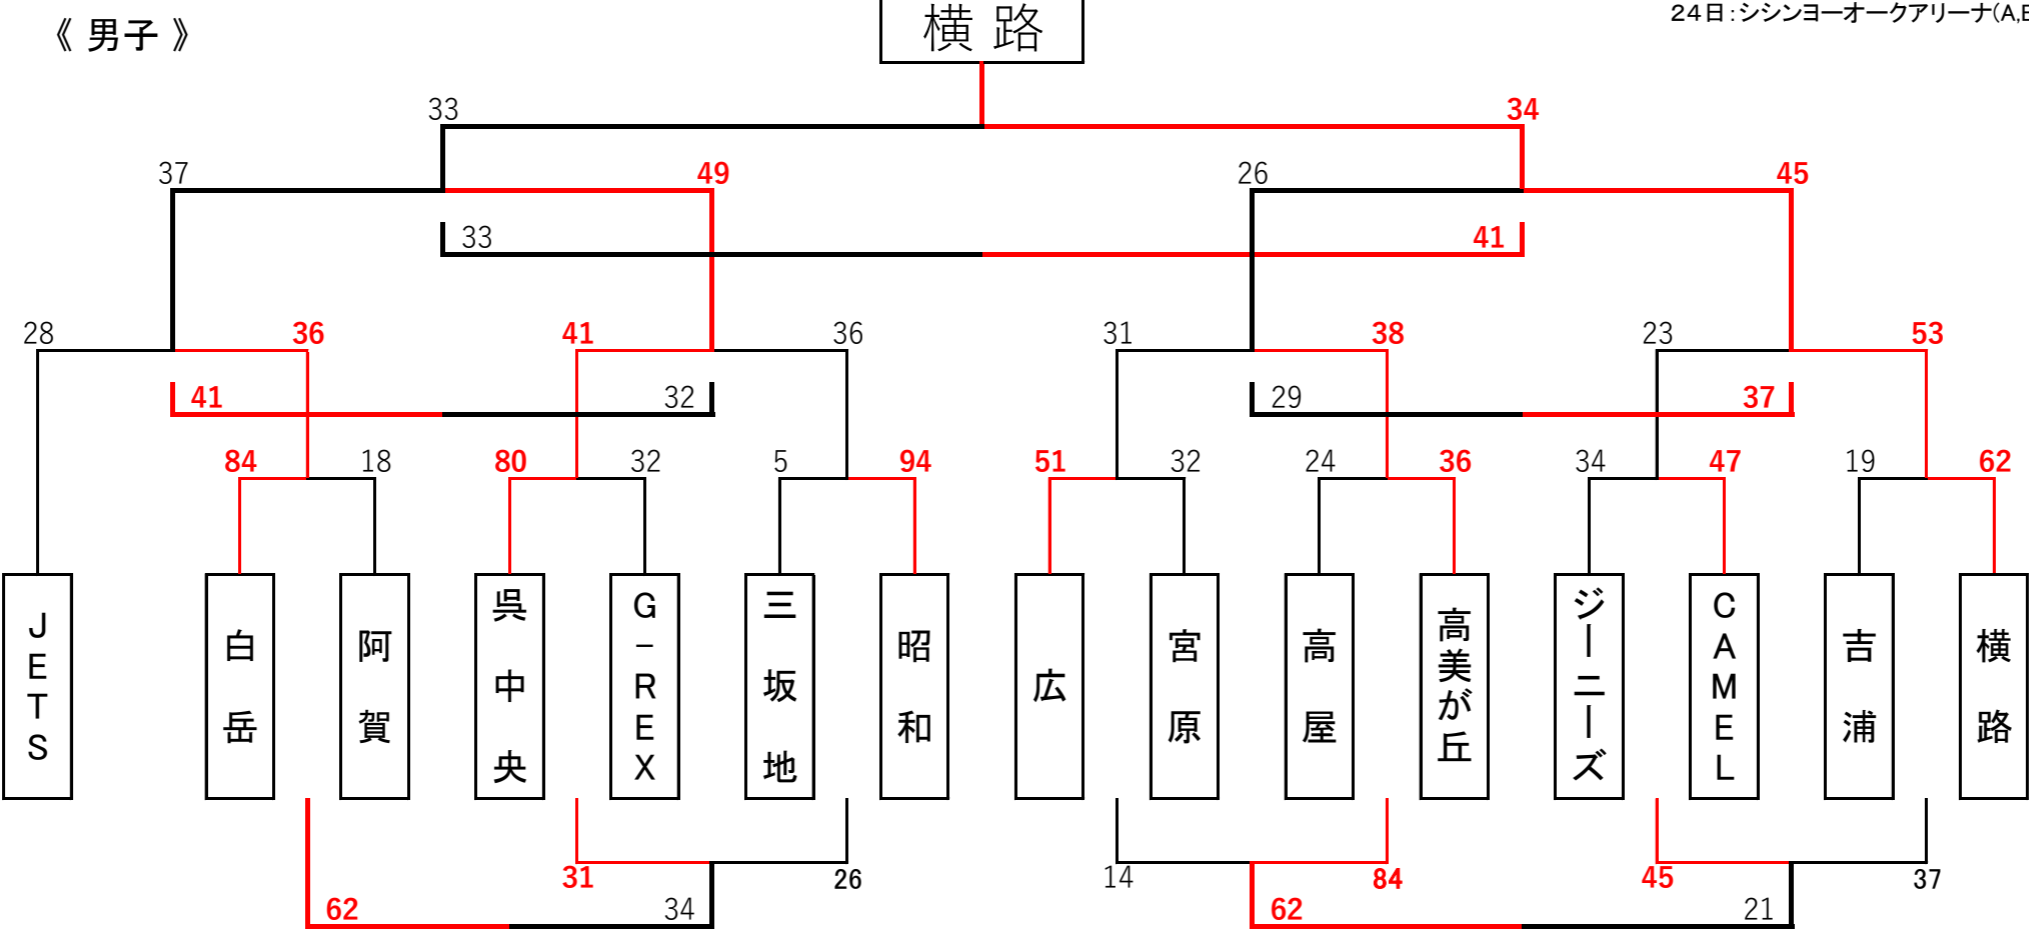 横路
24日:シシンヨーオークアリーナ(A,B
《 男子 》
33
34
37
49
26
45
33
41
28
36
41
36
31
38
23
53
41
32
29
37
84
18
80
32
5
94
51
32
24
36
34
47
19
62
JETS
白岳
阿賀
呉中央
G-REX
三坂地
昭和
広
宮原
高屋
高美が丘
ジーニーズ
CAMEL
吉浦
横路
31
26
14
84
45
37
62
34
62
21